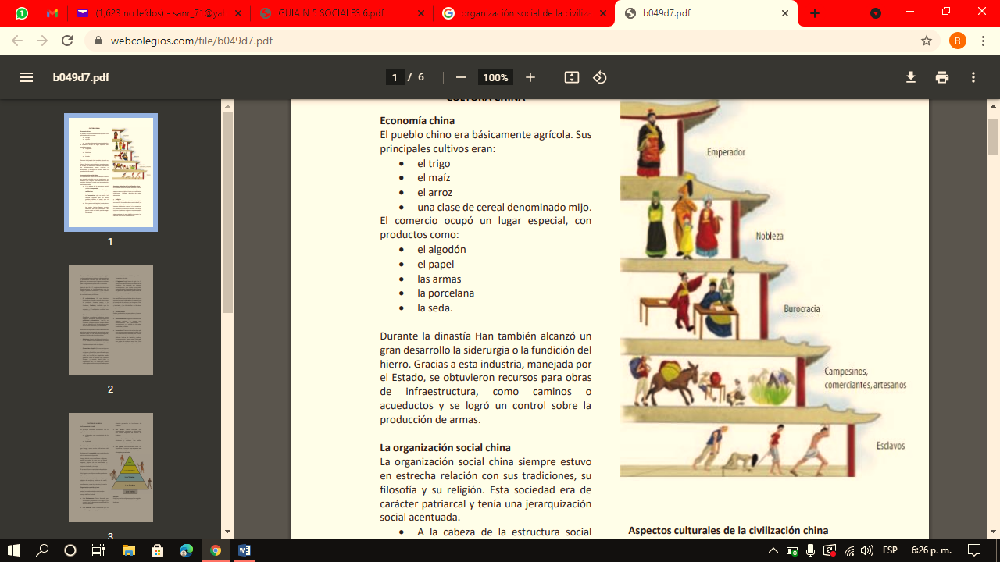 (1,623 no leídos) - sanr_71@ya
GUIA N 5 SOCIALES 6.pdf
organización social de la civiliza
b049d7.pdf
webcolegios.com/file/b049d7.pdf
R
b049d7.pdf
1 / 6
100%
1
2
3
CULTURA CHINA
Economía china
El pueblo chino era básicamente agrícola. Sus
principales cultivos eran:
• el trigo
• el maíz
• el arroz
• una clase de cereal denominado mijo.
El comercio ocupó un lugar especial, con
productos como:
• el algodón
• el papel
• las armas
• la porcelana
• la seda.
Durante la dinastía Han también alcanzó un
gran desarrollo la siderurgia o la fundición del
hierro. Gracias a esta industria, manejada por
el Estado, se obtuvieron recursos para obras
de infraestructura, como caminos o
acueductos y se logró un control sobre la
producción de armas.
La organización social china
La organización social china siempre estuvo
en estrecha relación con sus tradiciones, su
filosofía y su religión. Esta sociedad era de
carácter patriarcal y tenía una jerarquización
social acentuada.
• A la cabeza de la estructura social
Emperador
Nobleza
Burocracia
Campesinos,
comerciantes, artesanos
Esclavos
Aspectos culturales de la civilización china
ESP
6:26 p. m.